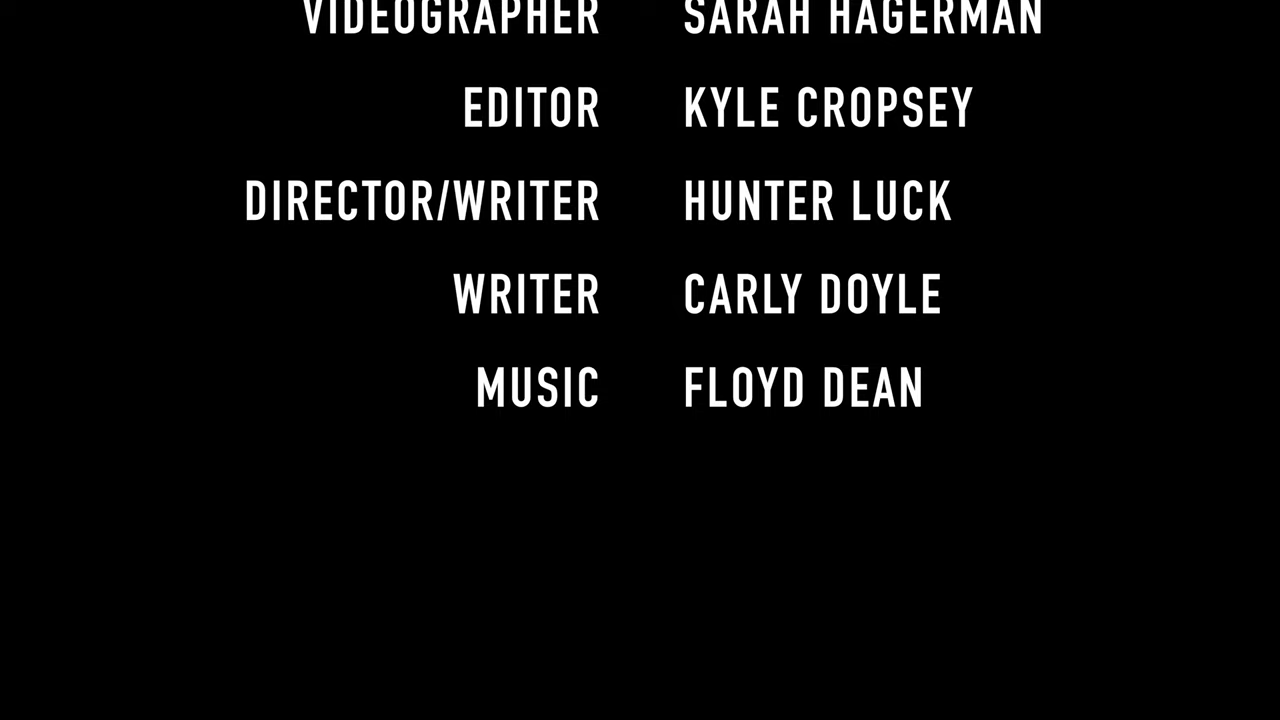 VIDEOGRAPHER SARAH HAGERMAN
EDITOR KYLE CROPSEY
DIRECTOR/WRITER HUNTER LUCK
WRITER CARLY DOYLE
MUSIC FLOYD DEAN